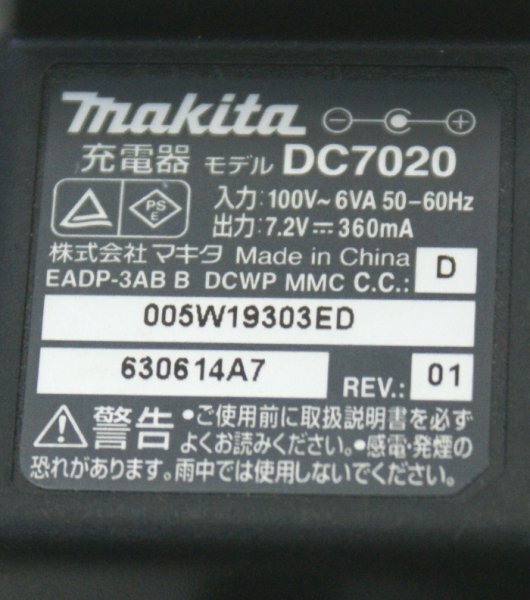 makita
充電器 モデル DC7020
PS E
入力:100V~6VA 50-60Hz
出力:7.2V⎓360mA
株式会社 マキタ Made in China
EADP-3AB B DCWP MMC C.C.: D
005W19303ED
630614A7 REV.: 01
警告 •ご使用前に取扱説明書を必ず
よくお読みください。•感電・発煙の
恐れがあります。雨中では使用しないでください。